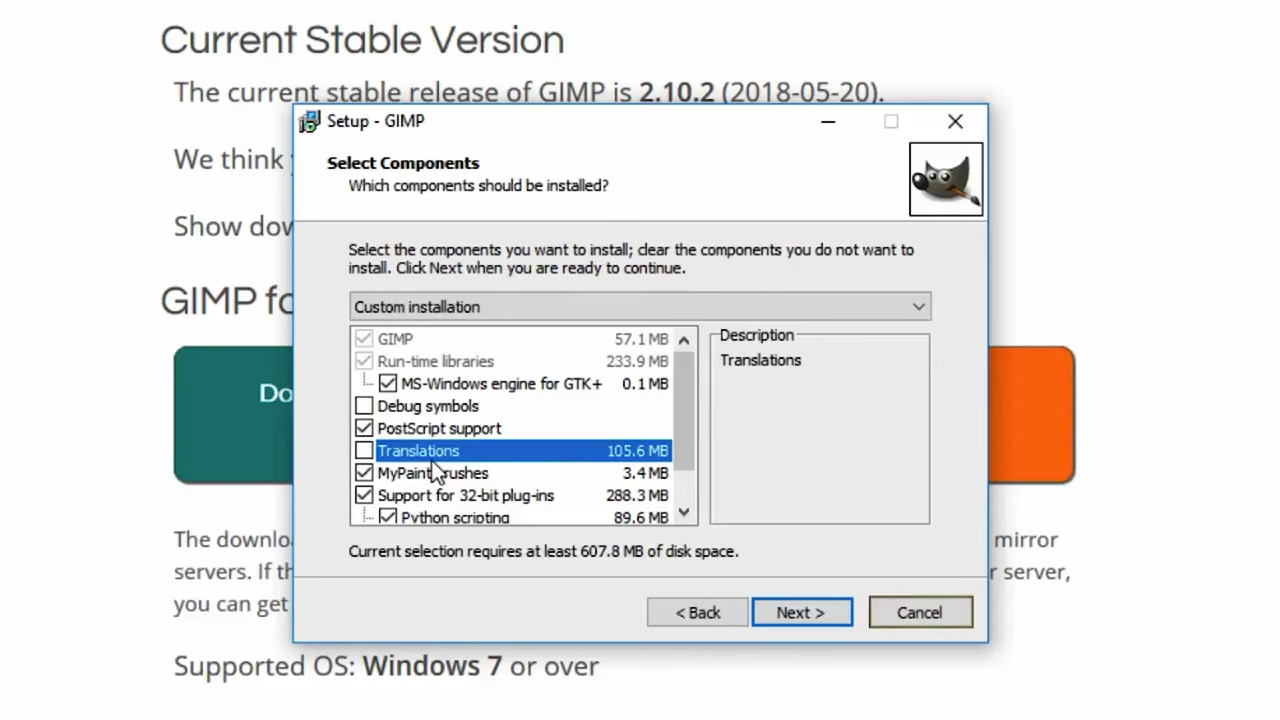 Current Stable Version
The current stable release of GIMP is 2.10.2 (2018-05-20).
We think
Show dow
GIMP fo
Do
Setup - GIMP
Select Components
Which components should be installed?
Select the components you want to install; clear the components you do not want to
install. Click Next when you are ready to continue.
Custom installation
GIMP 57.1 MB
Run-time libraries 233.9 MB
MS-Windows engine for GTK+ 0.1 MB
Debug symbols
PostScript support
Translations 105.6 MB
MyPaint brushes 3.4 MB
Support for 32-bit plug-ins 288.3 MB
Python scripting 89.6 MB
Description
Translations
Current selection requires at least 607.8 MB of disk space.
< Back
Next >
Cancel
The downloa
mirror
servers. If th
r server,
you can get
Supported OS: Windows 7 or over